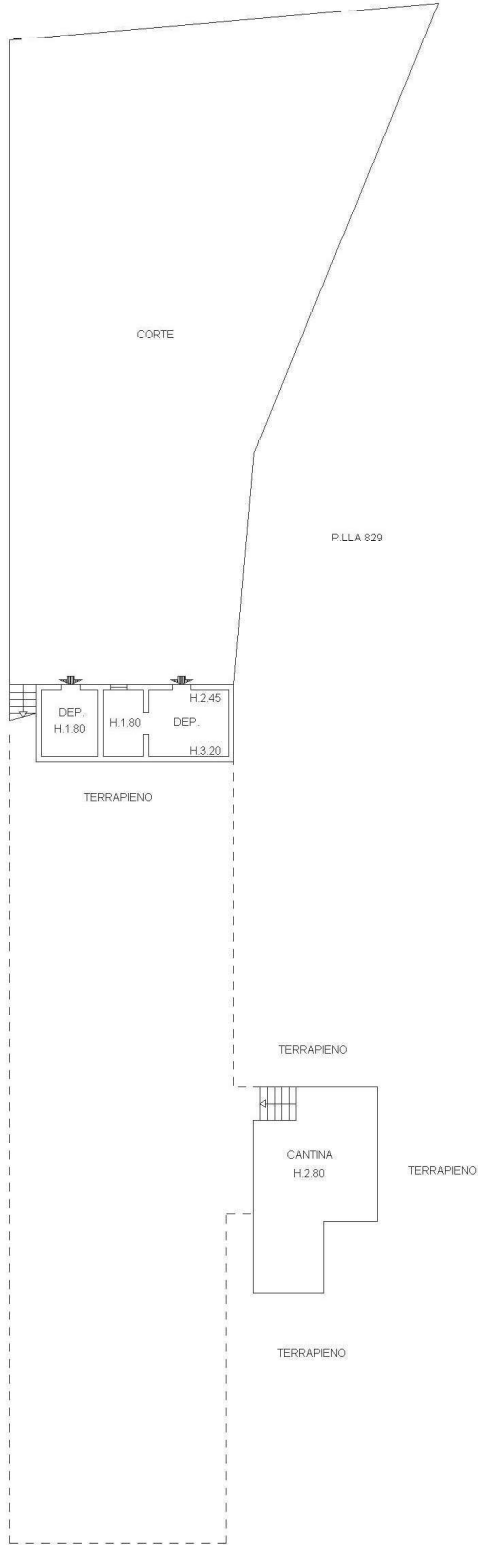 CORTE
P.LLA 829
H.2.45
DEP.
H.1.80
H.1.80
DEP.
H.3.20
TERRAPIENO
TERRAPIENO
CANTINA
H.2.80
TERRAPIENO
TERRAPIENO